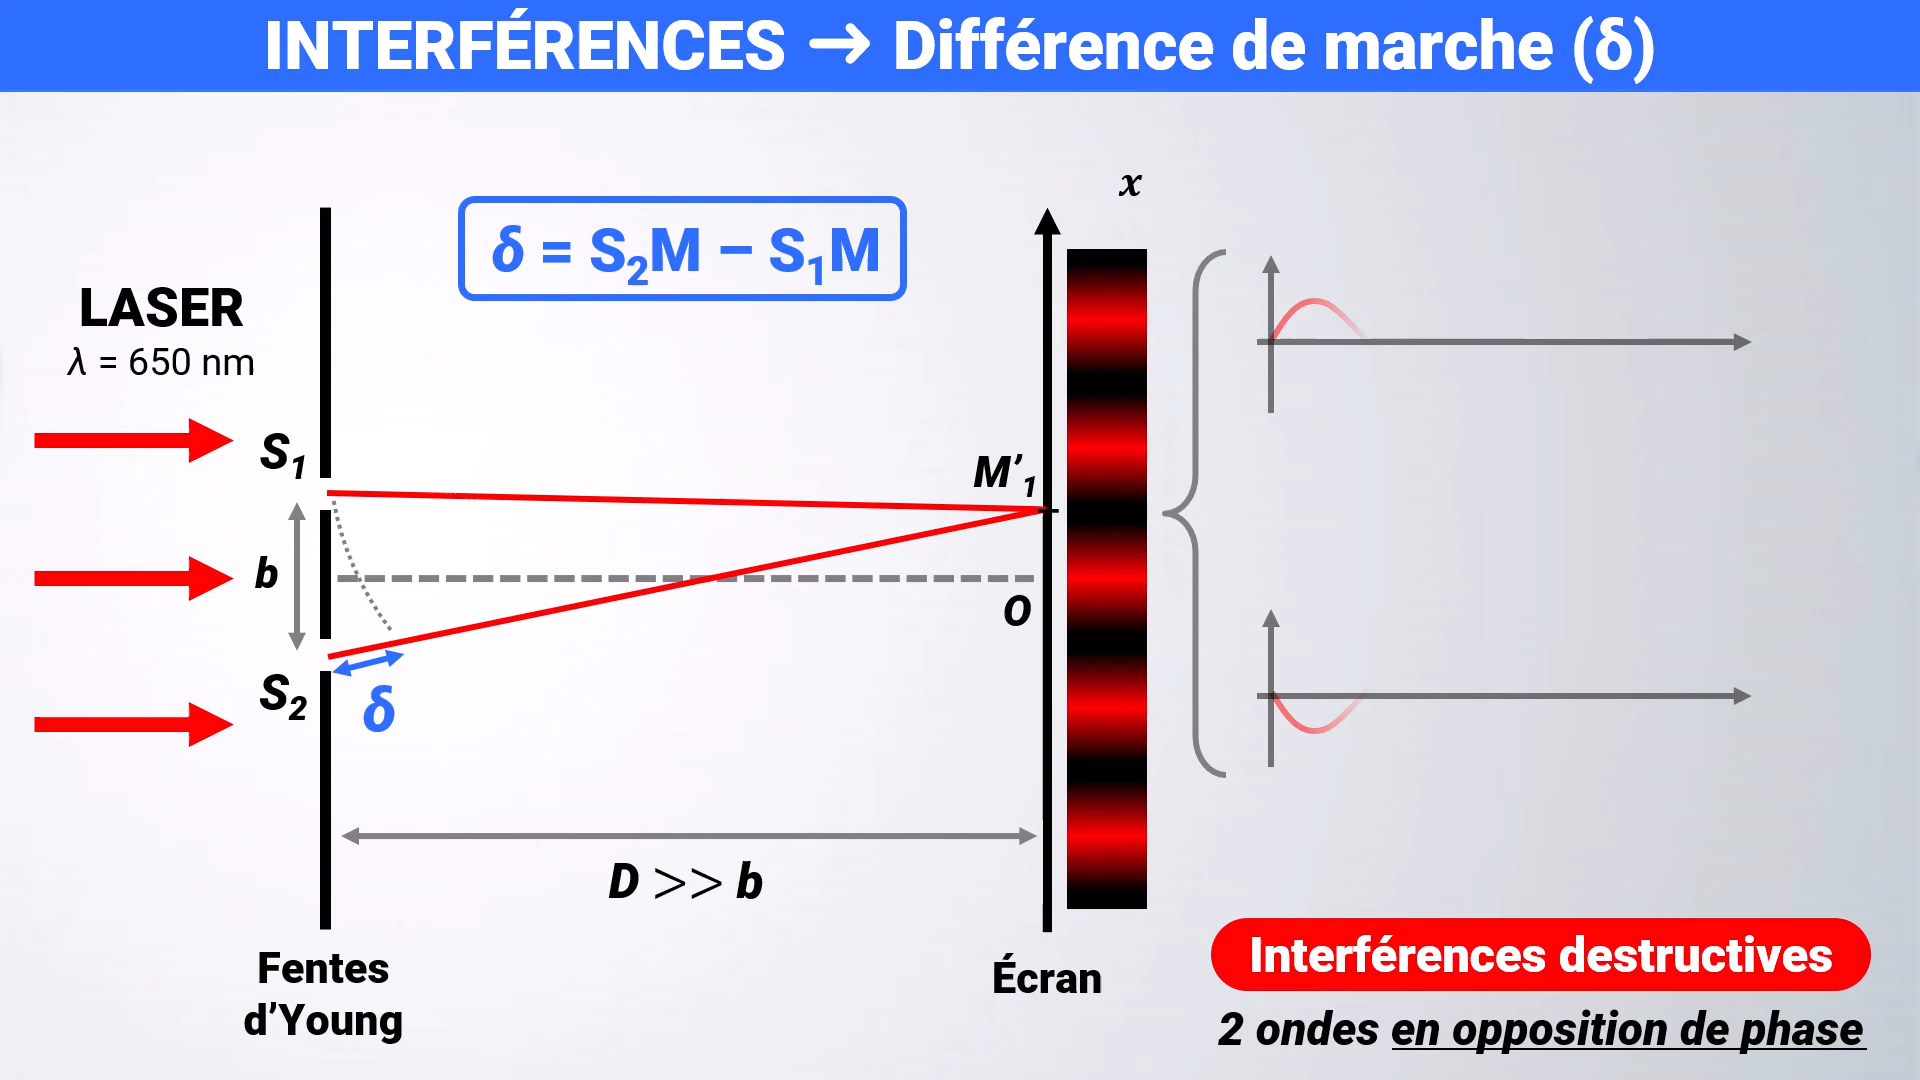 INTERFÉRENCES → Différence de marche (δ)
x
δ = S₂M – S₁M
LASER
λ = 650 nm
S₁
M’₁
b
O
S₂
δ
D >> b
Fentes
d’Young
Écran
Interférences destructives
2 ondes en opposition de phase